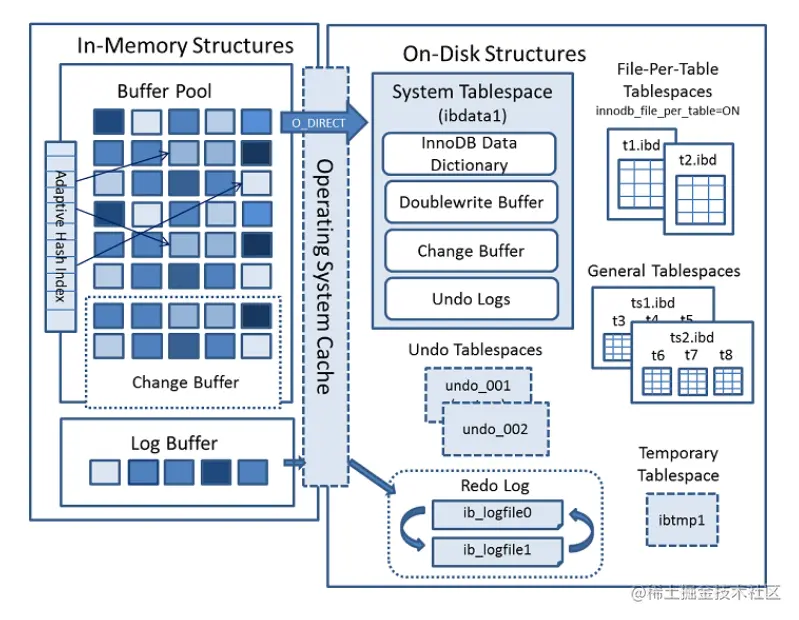 In-Memory Structures
Buffer Pool
Adaptive Hash Index
Change Buffer
Log Buffer
O_DIRECT
Operating System Cache
On-Disk Structures
System Tablespace
(ibdata1)
InnoDB Data
Dictionary
Doublewrite Buffer
Change Buffer
Undo Logs
File-Per-Table
Tablespaces
innodb_file_per_table=ON
t1.ibd
t2.ibd
General Tablespaces
ts1.ibd
t3 t4 t5
ts2.ibd
t6 t7 t8
Undo Tablespaces
undo_001
undo_002
Temporary
Tablespace
ibtmp1
Redo Log
ib_logfile0
ib_logfile1
@稀土掘金技术社区